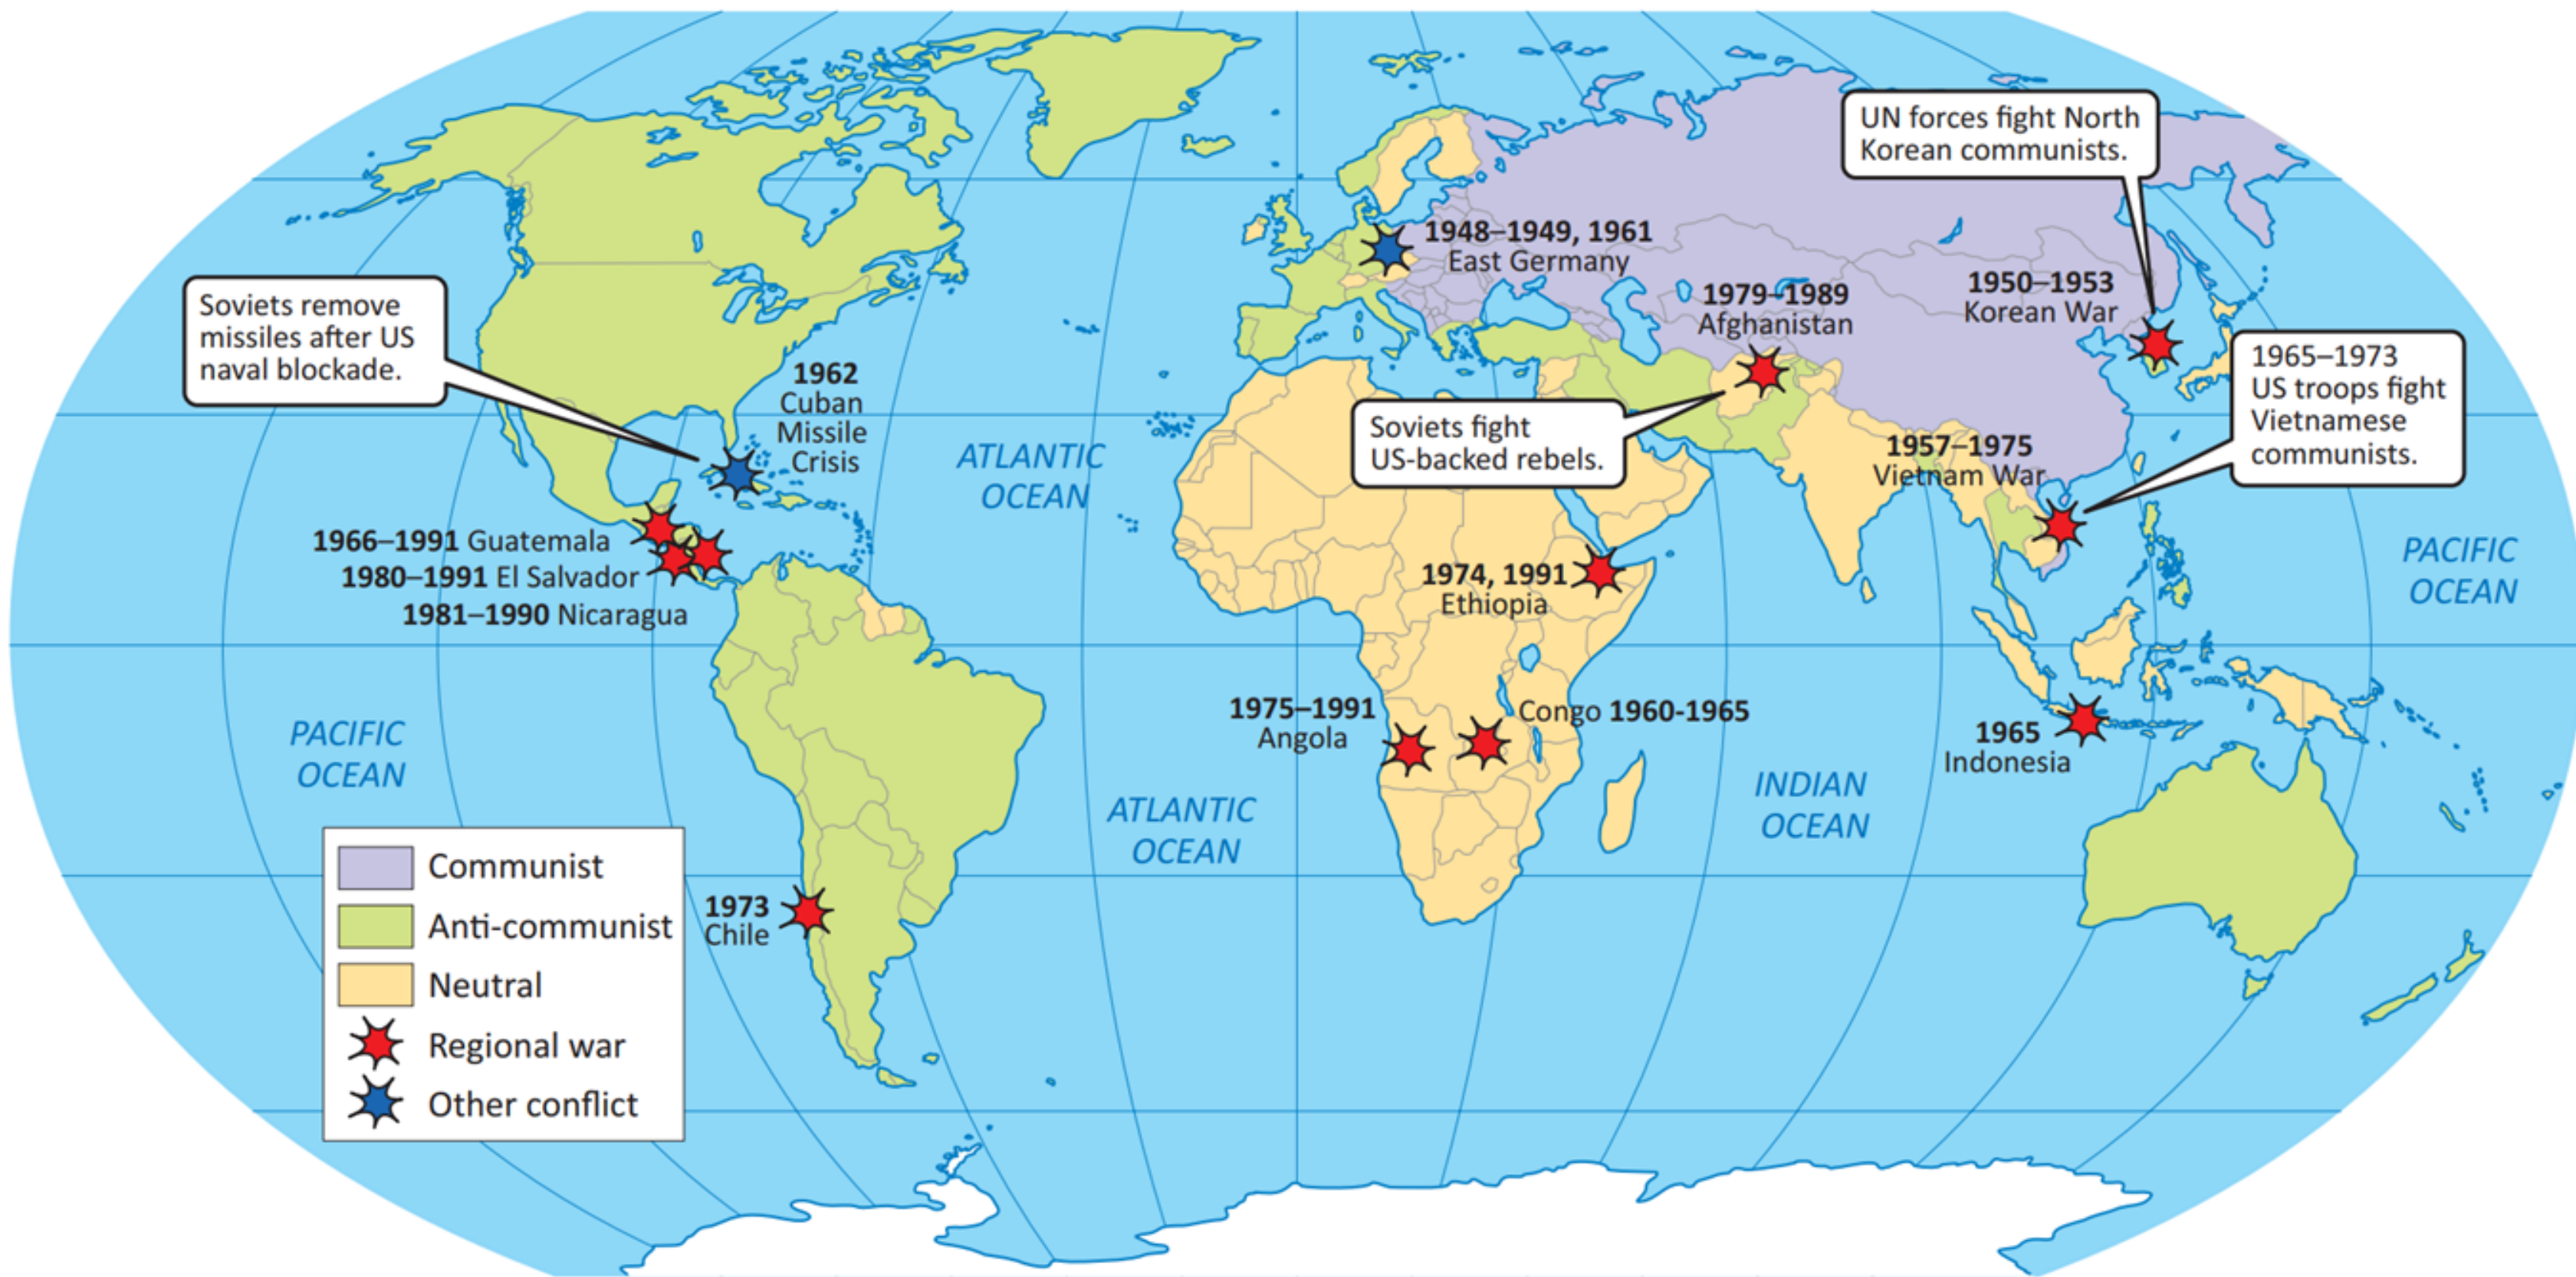 UN forces fight North
Korean communists.
1948–1949, 1961
East Germany
1979–1989
Afghanistan
1950–1953
Korean War
Soviets remove
missiles after US
naval blockade.
1962
Cuban
Missile
Crisis
1965–1973
US troops fight
Vietnamese
communists.
Soviets fight
US-backed rebels.
1957–1975
Vietnam War
ATLANTIC
OCEAN
1966–1991 Guatemala
1980–1991 El Salvador
1981–1990 Nicaragua
1974, 1991
Ethiopia
PACIFIC
OCEAN
1975–1991
Angola
Congo 1960-1965
1965
Indonesia
PACIFIC
OCEAN
ATLANTIC
OCEAN
INDIAN
OCEAN
1973
Chile
Communist
Anti-communist
Neutral
Regional war
Other conflict